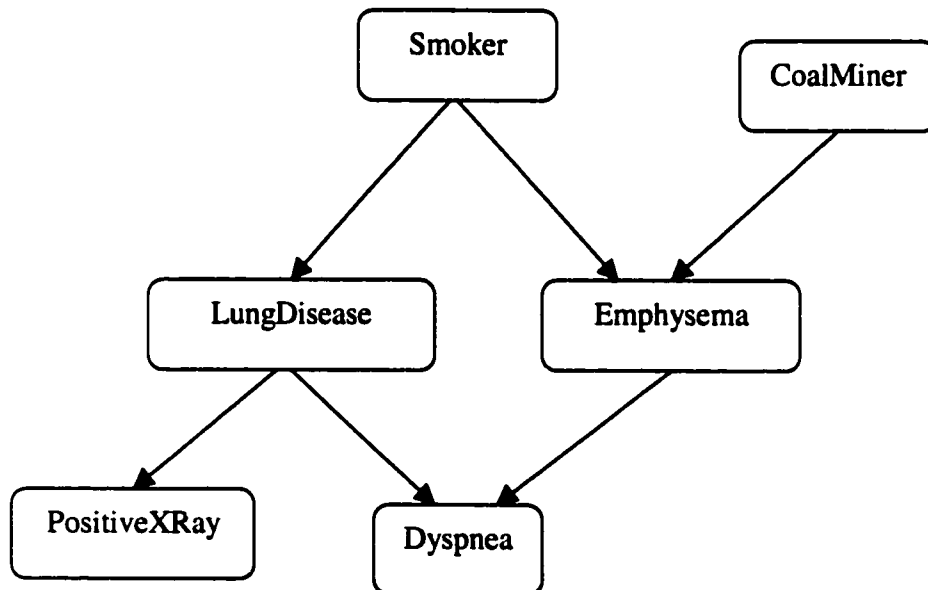 Smoker
CoalMiner
LungDisease
Emphysema
PositiveXRay
Dyspnea